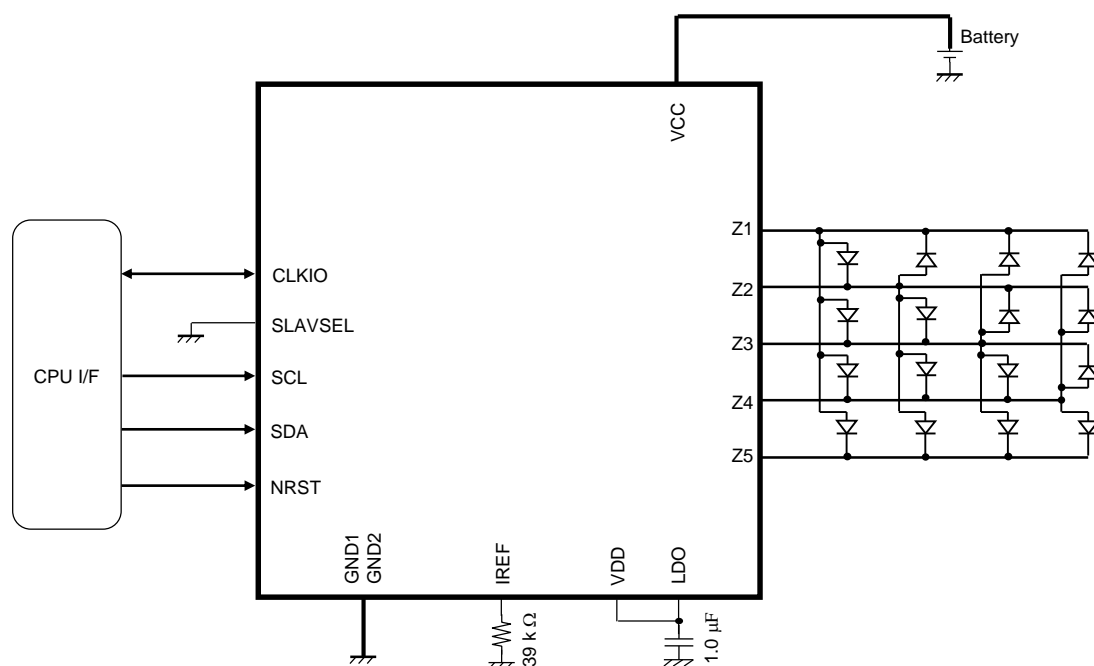 Battery
VCC
Z1
CLKIO
Z2
SLAVSEL
Z3
CPU I/F
SCL
Z4
SDA
Z5
NRST
GND1
GND2
IREF
VDD
LDO
39 k Ω
1.0 µF